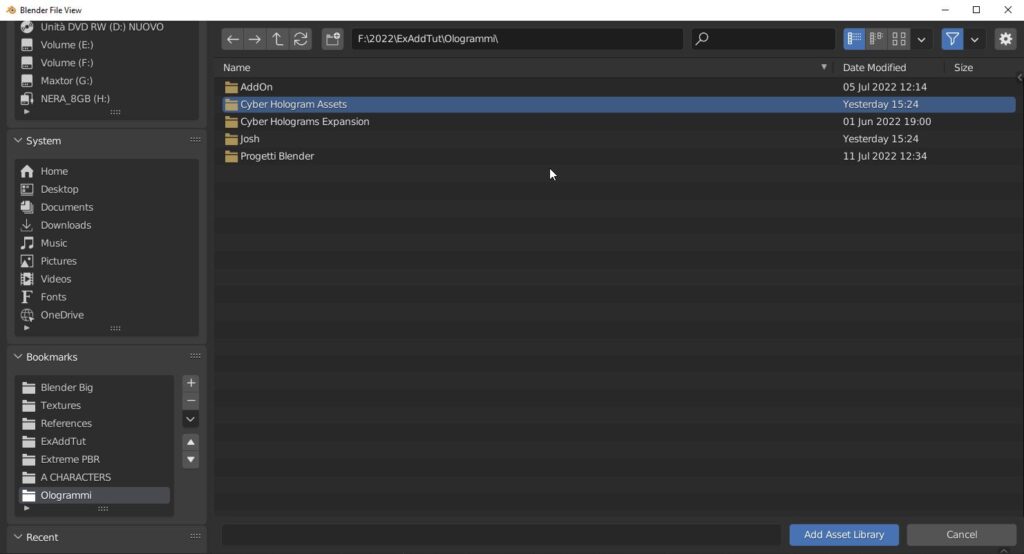 Blender File View
Unità DVD RW (D:) NUOVO
Volume (E:)
Volume (F:)
Maxtor (G:)
NERA_8GB (H:)
System
Home
Desktop
Documents
Downloads
Music
Pictures
Videos
Fonts
OneDrive
Bookmarks
Blender Big
Textures
References
ExAddTut
Extreme PBR
A CHARACTERS
Ologrammi
Recent
F:\2022\ExAddTut\Ologrammi\
Name Date Modified Size
AddOn 05 Jul 2022 12:14
Cyber Hologram Assets Yesterday 15:24
Cyber Holograms Expansion 01 Jun 2022 19:00
Josh Yesterday 15:24
Progetti Blender 11 Jul 2022 12:34
Add Asset Library Cancel